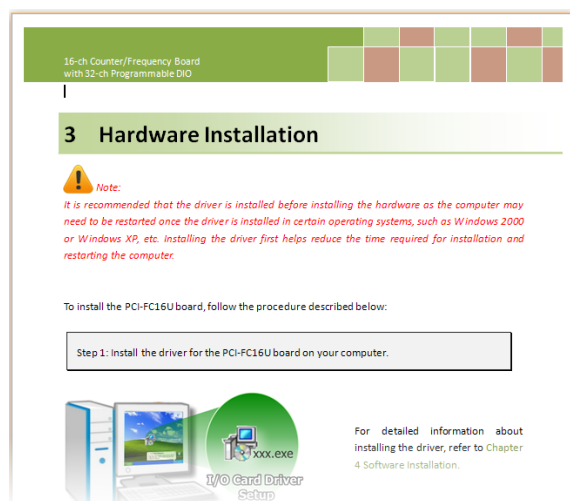 16-ch Counter/Frequency Board
with 32-ch Programmable DIO
3 Hardware Installation
Note:
It is recommended that the driver is installed before installing the hardware as the computer may
need to be restarted once the driver is installed in certain operating systems, such as Windows 2000
or Windows XP, etc. Installing the driver first helps reduce the time required for installation and
restarting the computer.
To install the PCI-FC16U board, follow the procedure described below:
Step 1: Install the driver for the PCI-FC16U board on your computer.
xxx.exe
I/O Card Driver
Setup
For detailed information about
installing the driver, refer to Chapter
4 Software Installation.